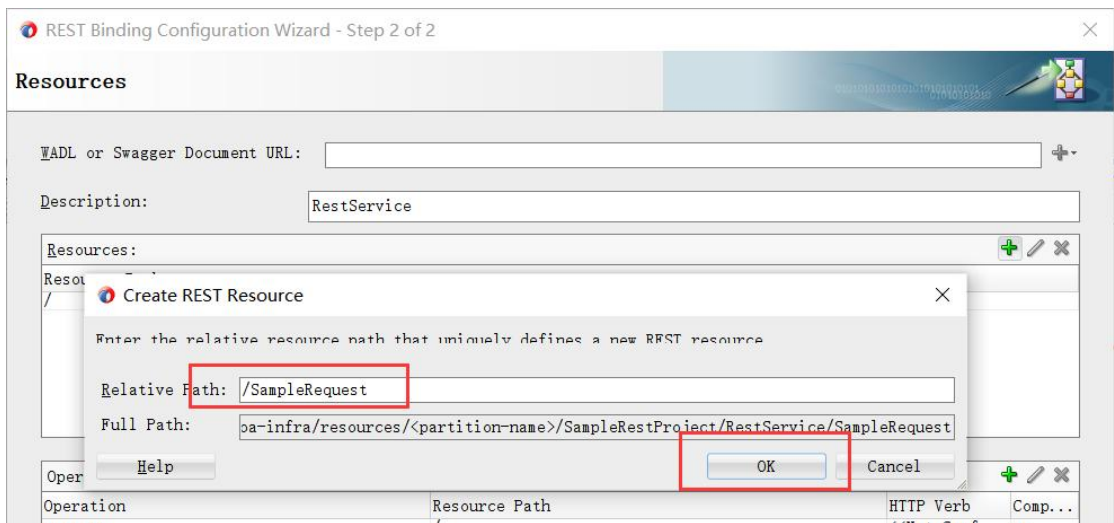 REST Binding Configuration Wizard - Step 2 of 2
Resources
WADL or Swagger Document URL:
Description: RestService
Resources:
Resou
/
Create REST Resource
Enter the relative resource path that uniquely defines a new REST resource
Relative Path: /SampleRequest
Full Path: oa-infra/resources/<partition-name>/SampleRestProject/RestService/SampleRequest
Help OK Cancel
Oper
Operation Resource Path HTTP Verb Comp...